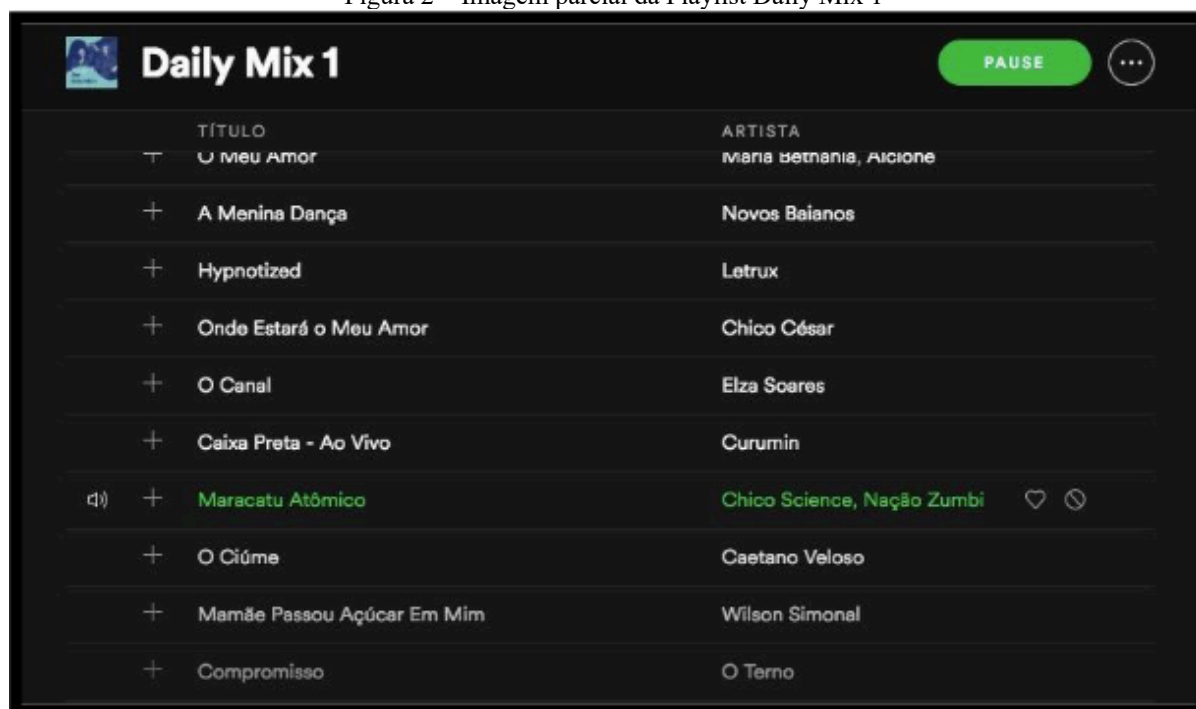 Figura 2 – Imagem parcial da Playlist Daily Mix 1
Daily Mix 1
PAUSE
TÍTULO ARTISTA
O Meu Amor Maria Bethânia, Alcione
A Menina Dança Novos Baianos
Hypnotized Letrux
Onde Estará o Meu Amor Chico César
O Canal Elza Soares
Caixa Preta - Ao Vivo Curumin
Maracatu Atômico Chico Science, Nação Zumbi
O Ciúme Caetano Veloso
Mamãe Passou Açúcar Em Mim Wilson Simonal
Compromisso O Terno